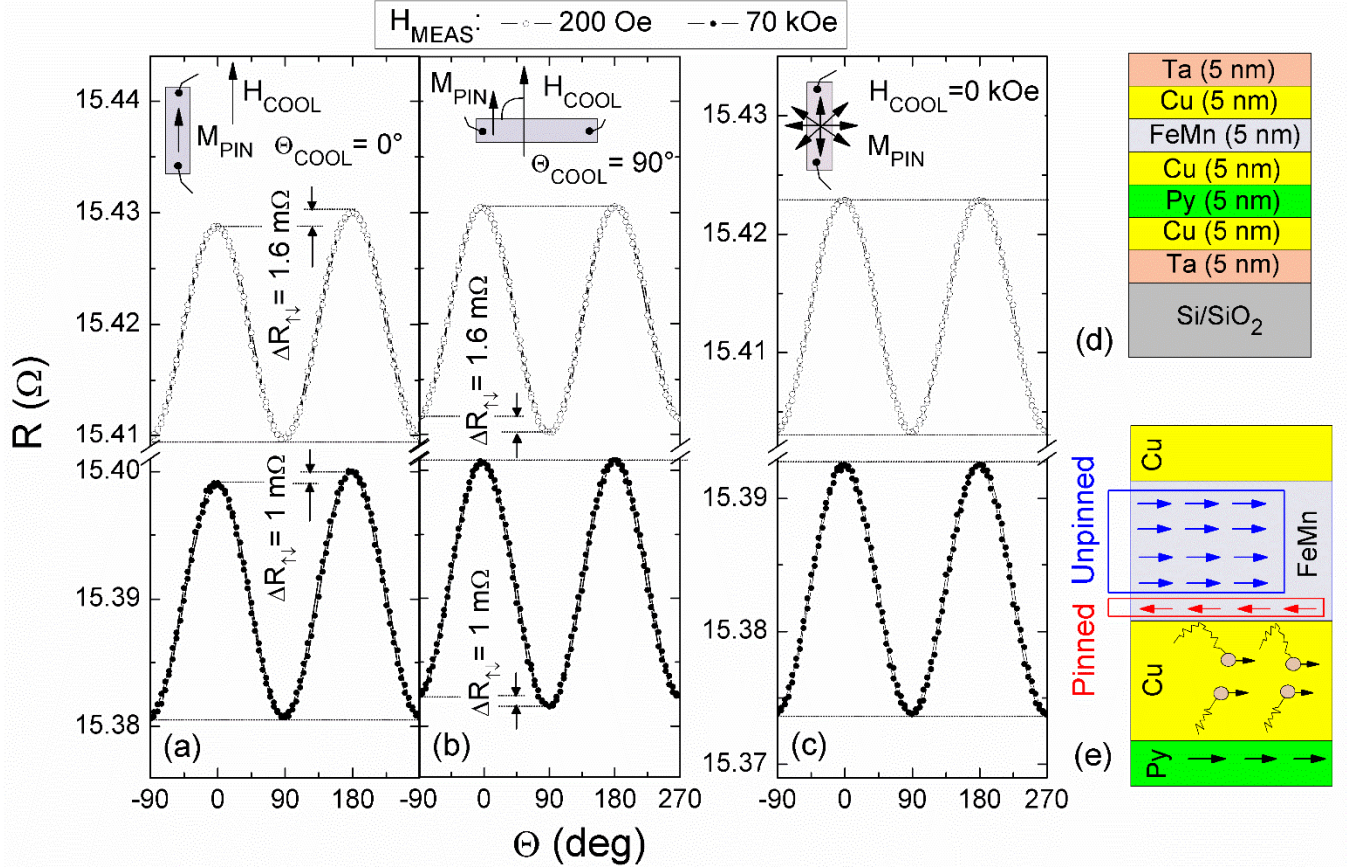 H_MEAS: 200 Oe 70 kOe
R (Ω)
15.44
15.43
15.42
15.41
15.40
15.39
15.38
H_COOL
M_PIN
Θ_COOL = 0°
ΔR↑↓ = 1.6 mΩ
ΔR↑↓ = 1 mΩ
(a)
-90 0 90 180 -90
M_PIN H_COOL
Θ_COOL = 90°
ΔR↑↓ = 1.6 mΩ
ΔR↑↓ = 1 mΩ
(b)
0 90 180 270
15.43
15.42
15.41
15.39
15.38
15.37
H_COOL=0 kOe
M_PIN
(c)
-90 0 90 180 270
Θ (deg)
Ta (5 nm)
Cu (5 nm)
FeMn (5 nm)
Cu (5 nm)
Py (5 nm)
Cu (5 nm)
Ta (5 nm)
Si/SiO₂
(d)
Cu
Unpinned
FeMn
Pinned
Cu
Py
(e)